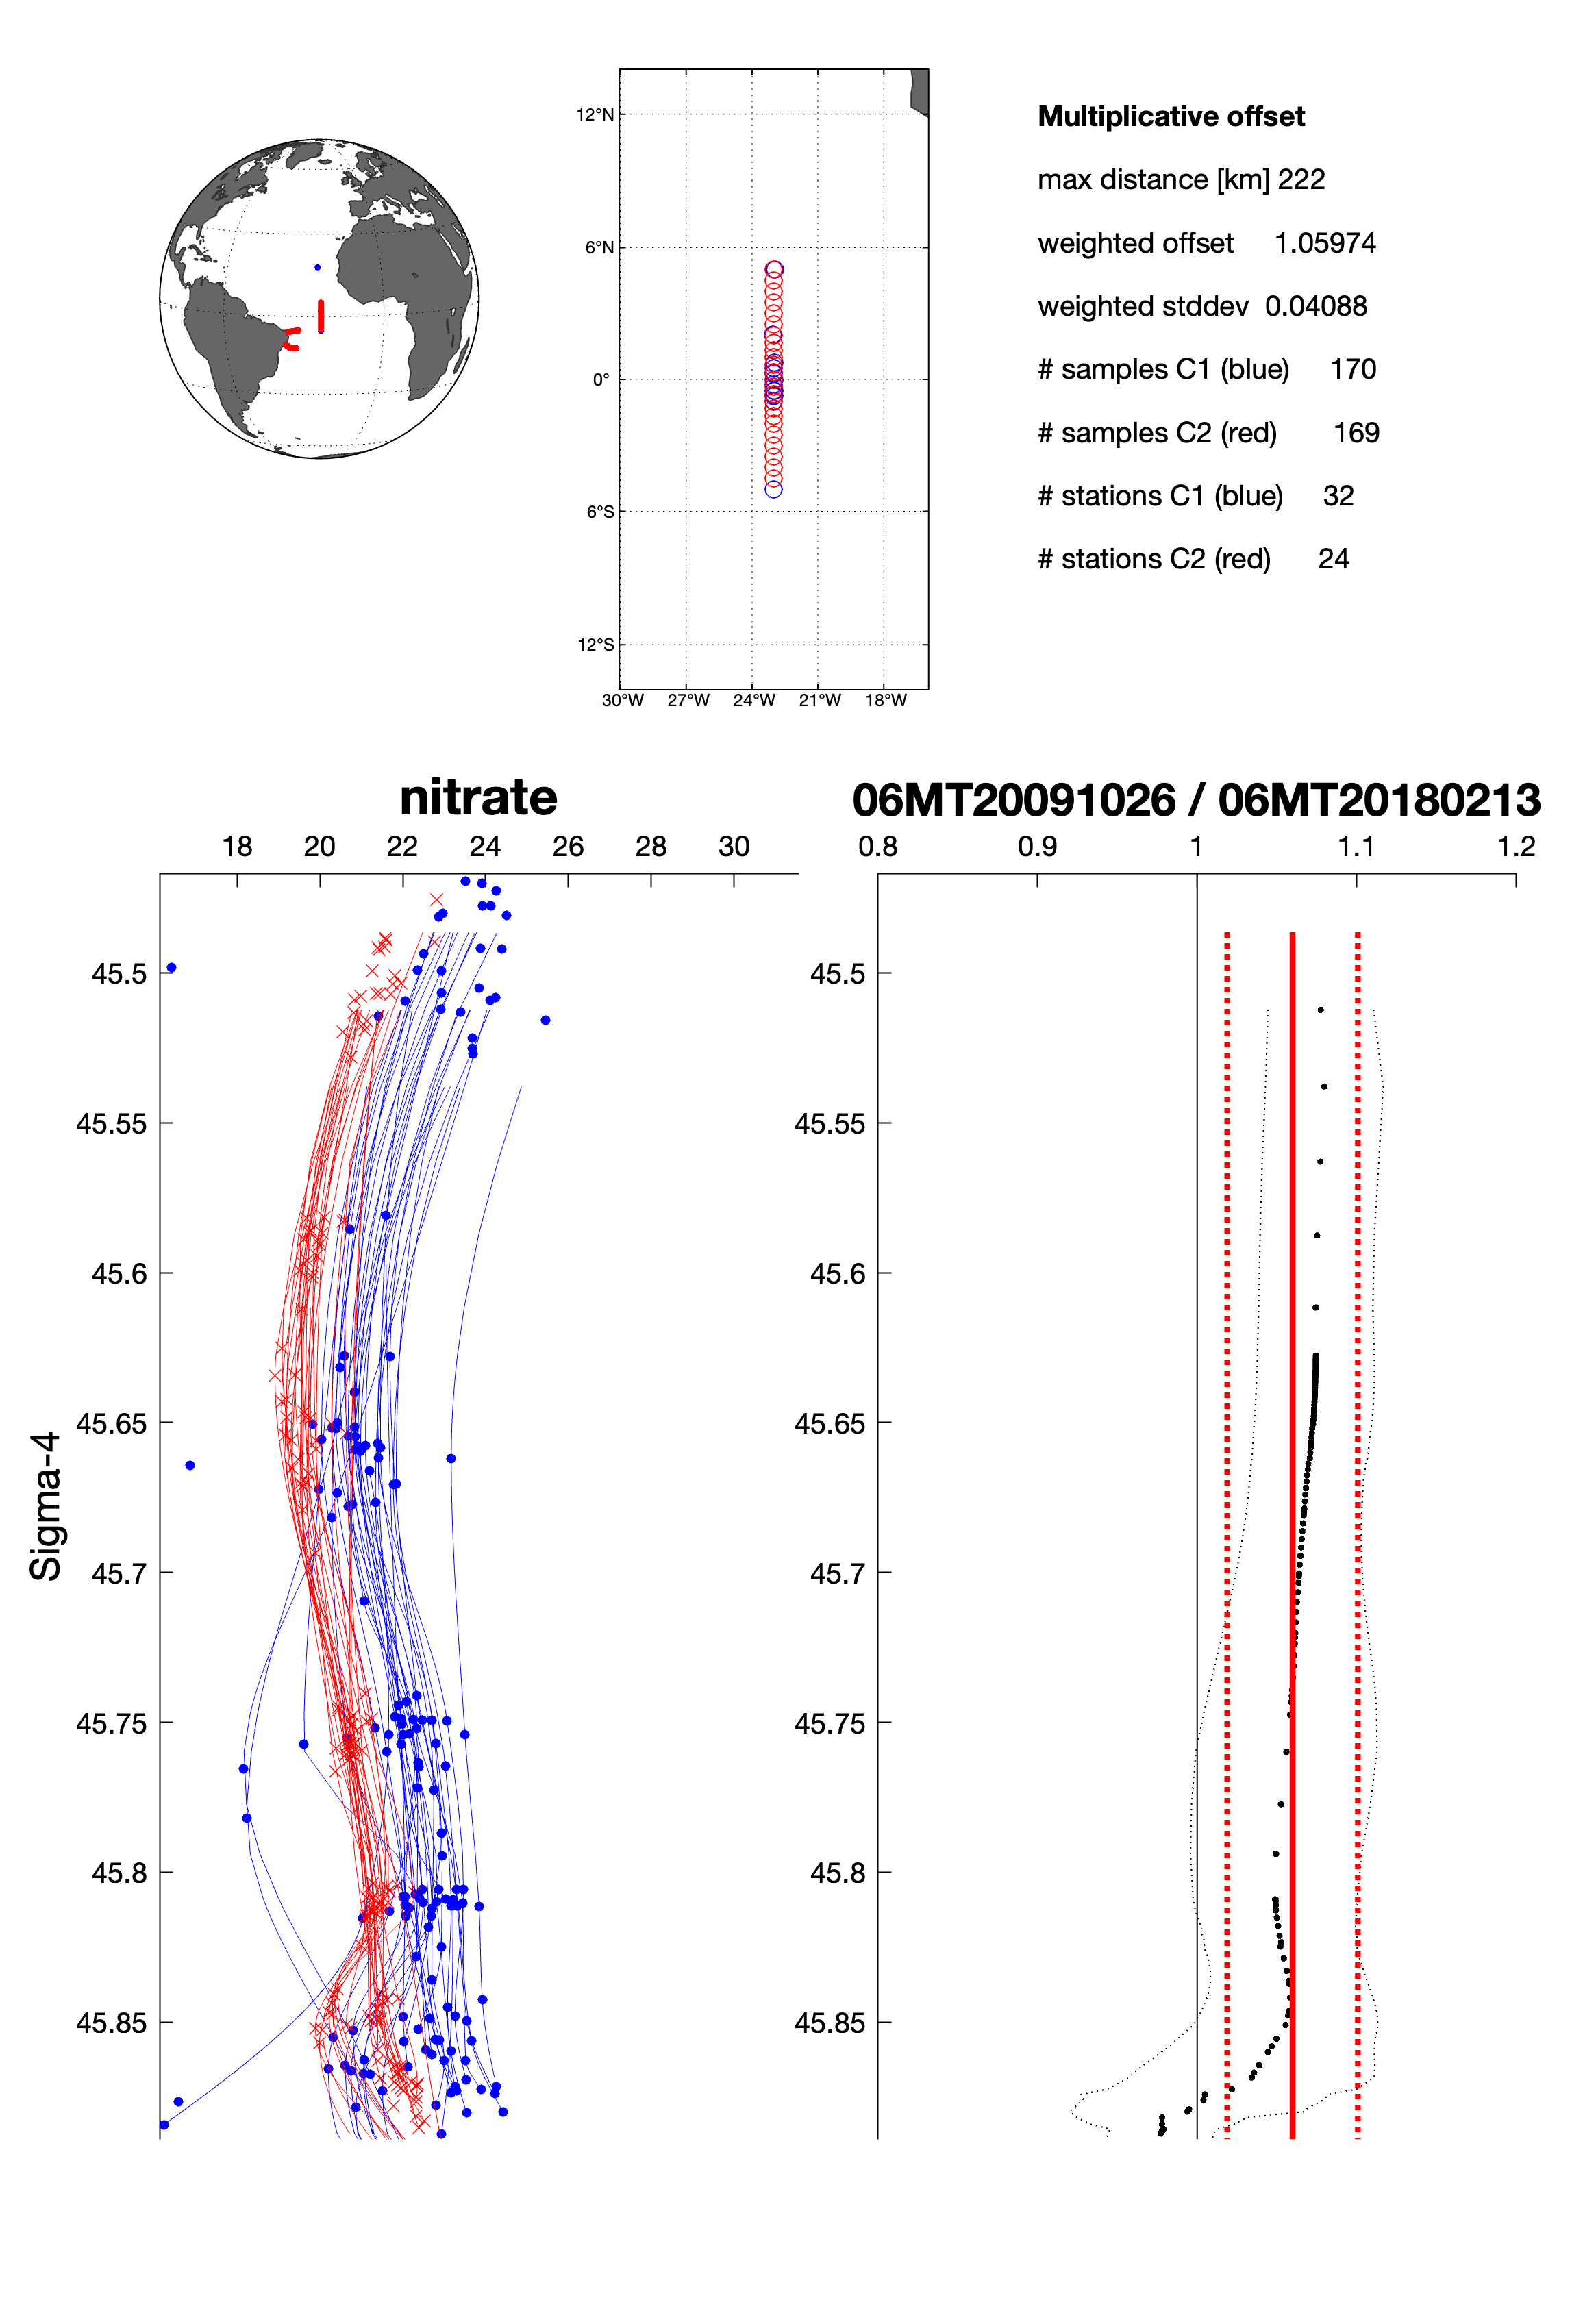 Multiplicative offset
max distance [km] 222
weighted offset 1.05974
weighted stddev 0.04088
# samples C1 (blue) 170
# samples C2 (red) 169
# stations C1 (blue) 32
# stations C2 (red) 24
12°N
6°N
0°
6°S
12°S
30°W 27°W 24°W 21°W 18°W
nitrate
18 20 22 24 26 28 30
Sigma-4
45.5
45.55
45.6
45.65
45.7
45.75
45.8
45.85
06MT20091026 / 06MT20180213
0.8 0.9 1 1.1 1.2
45.5
45.55
45.6
45.65
45.7
45.75
45.8
45.85